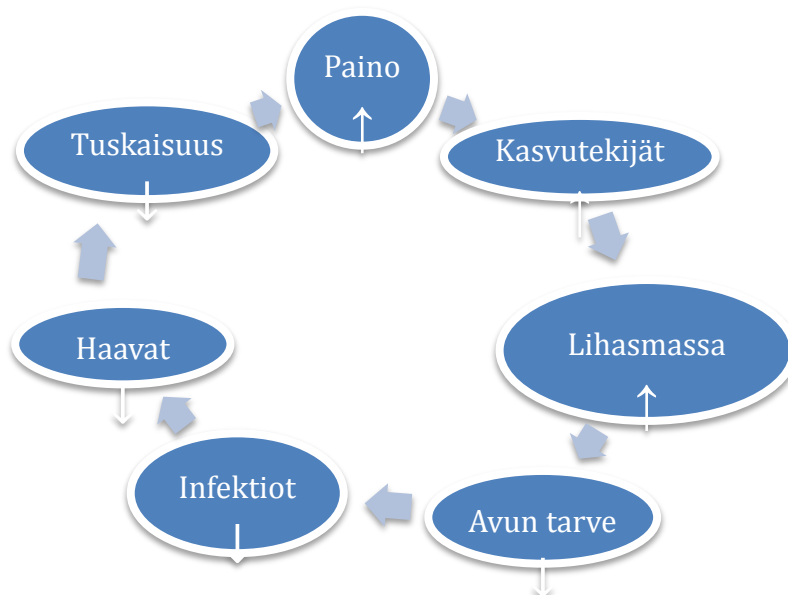 Paino
Kasvutekijät
Lihasmassa
Avun tarve
Infektiot
Haavat
Tuskaisuus